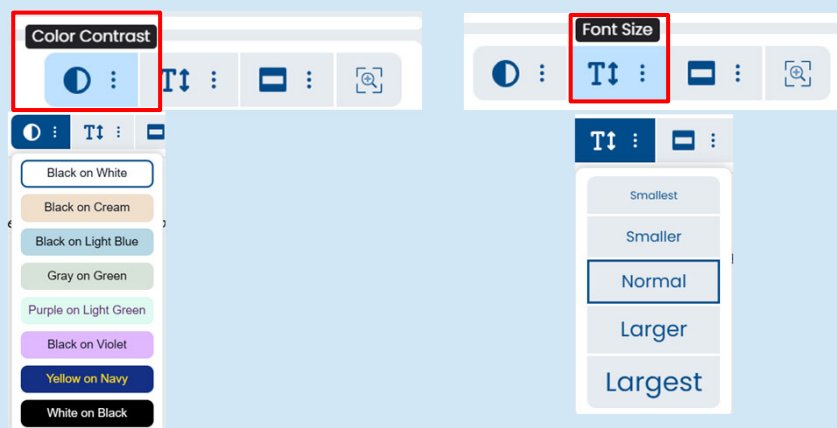 Color Contrast
Black on White
Black on Cream
Black on Light Blue
Gray on Green
Purple on Light Green
Black on Violet
Yellow on Navy
White on Black
Font Size
Smallest
Smaller
Normal
Larger
Largest